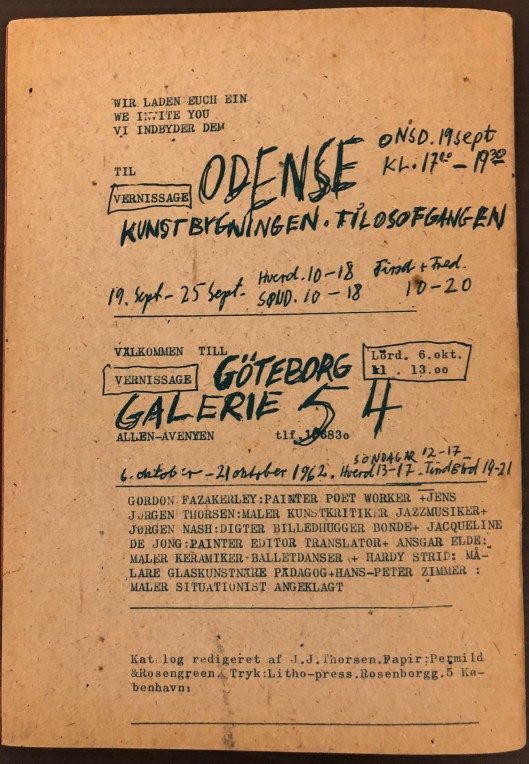 WIR LADEN EUCH EIN
WE INVITE YOU
VI INDBYDER DEM
TIL ODENSE ONSD. 19 sept
VERNISSAGE KL. 17⁰⁰ - 19³⁰
KUNSTBYGNINGEN. FILOSOFGANGEN
19. Sept - 25 Sept. Hverd. 10-18 Tirsd + Fred.
SØND. 10-18 10-20
VÄLKOMMEN TILL GÖTEBORG Lörd. 6.okt.
VERNISSAGE kl . 13.00
GALERIE 54
ALLEN-AVENYEN tlf.
SÖNDAGAR 12-17
6. oktober - 21 oktober 1962. Hverd 13-17. 19-21
GORDON FAZAKERLEY:PAINTER POET WORKER +JENS
JØRGEN THORSEN:MALER KUNSTKRITIKER JAZZMUSIKER+
JØRGEN NASH:DIGTER BILLEDHUGGER BONDE+ JACQUELINE
DE JONG:PAINTER EDITOR TRANSLATOR+ ANSGAR ELDE:
MALER KERAMIKER BALLETDANSER + HARDY STRID: MÅ-
LARE GLASKUNSTNÄRE PÄDAGOG+HANS-PETER ZIMMER :
MALER SITUATIONIST ANGEKLAGT
Katalog redigeret af J.J.Thorsen.Papir:Permild
&Rosengreen. Tryk:Litho-press.Rosenborgg.5 Kø-
benhavn: